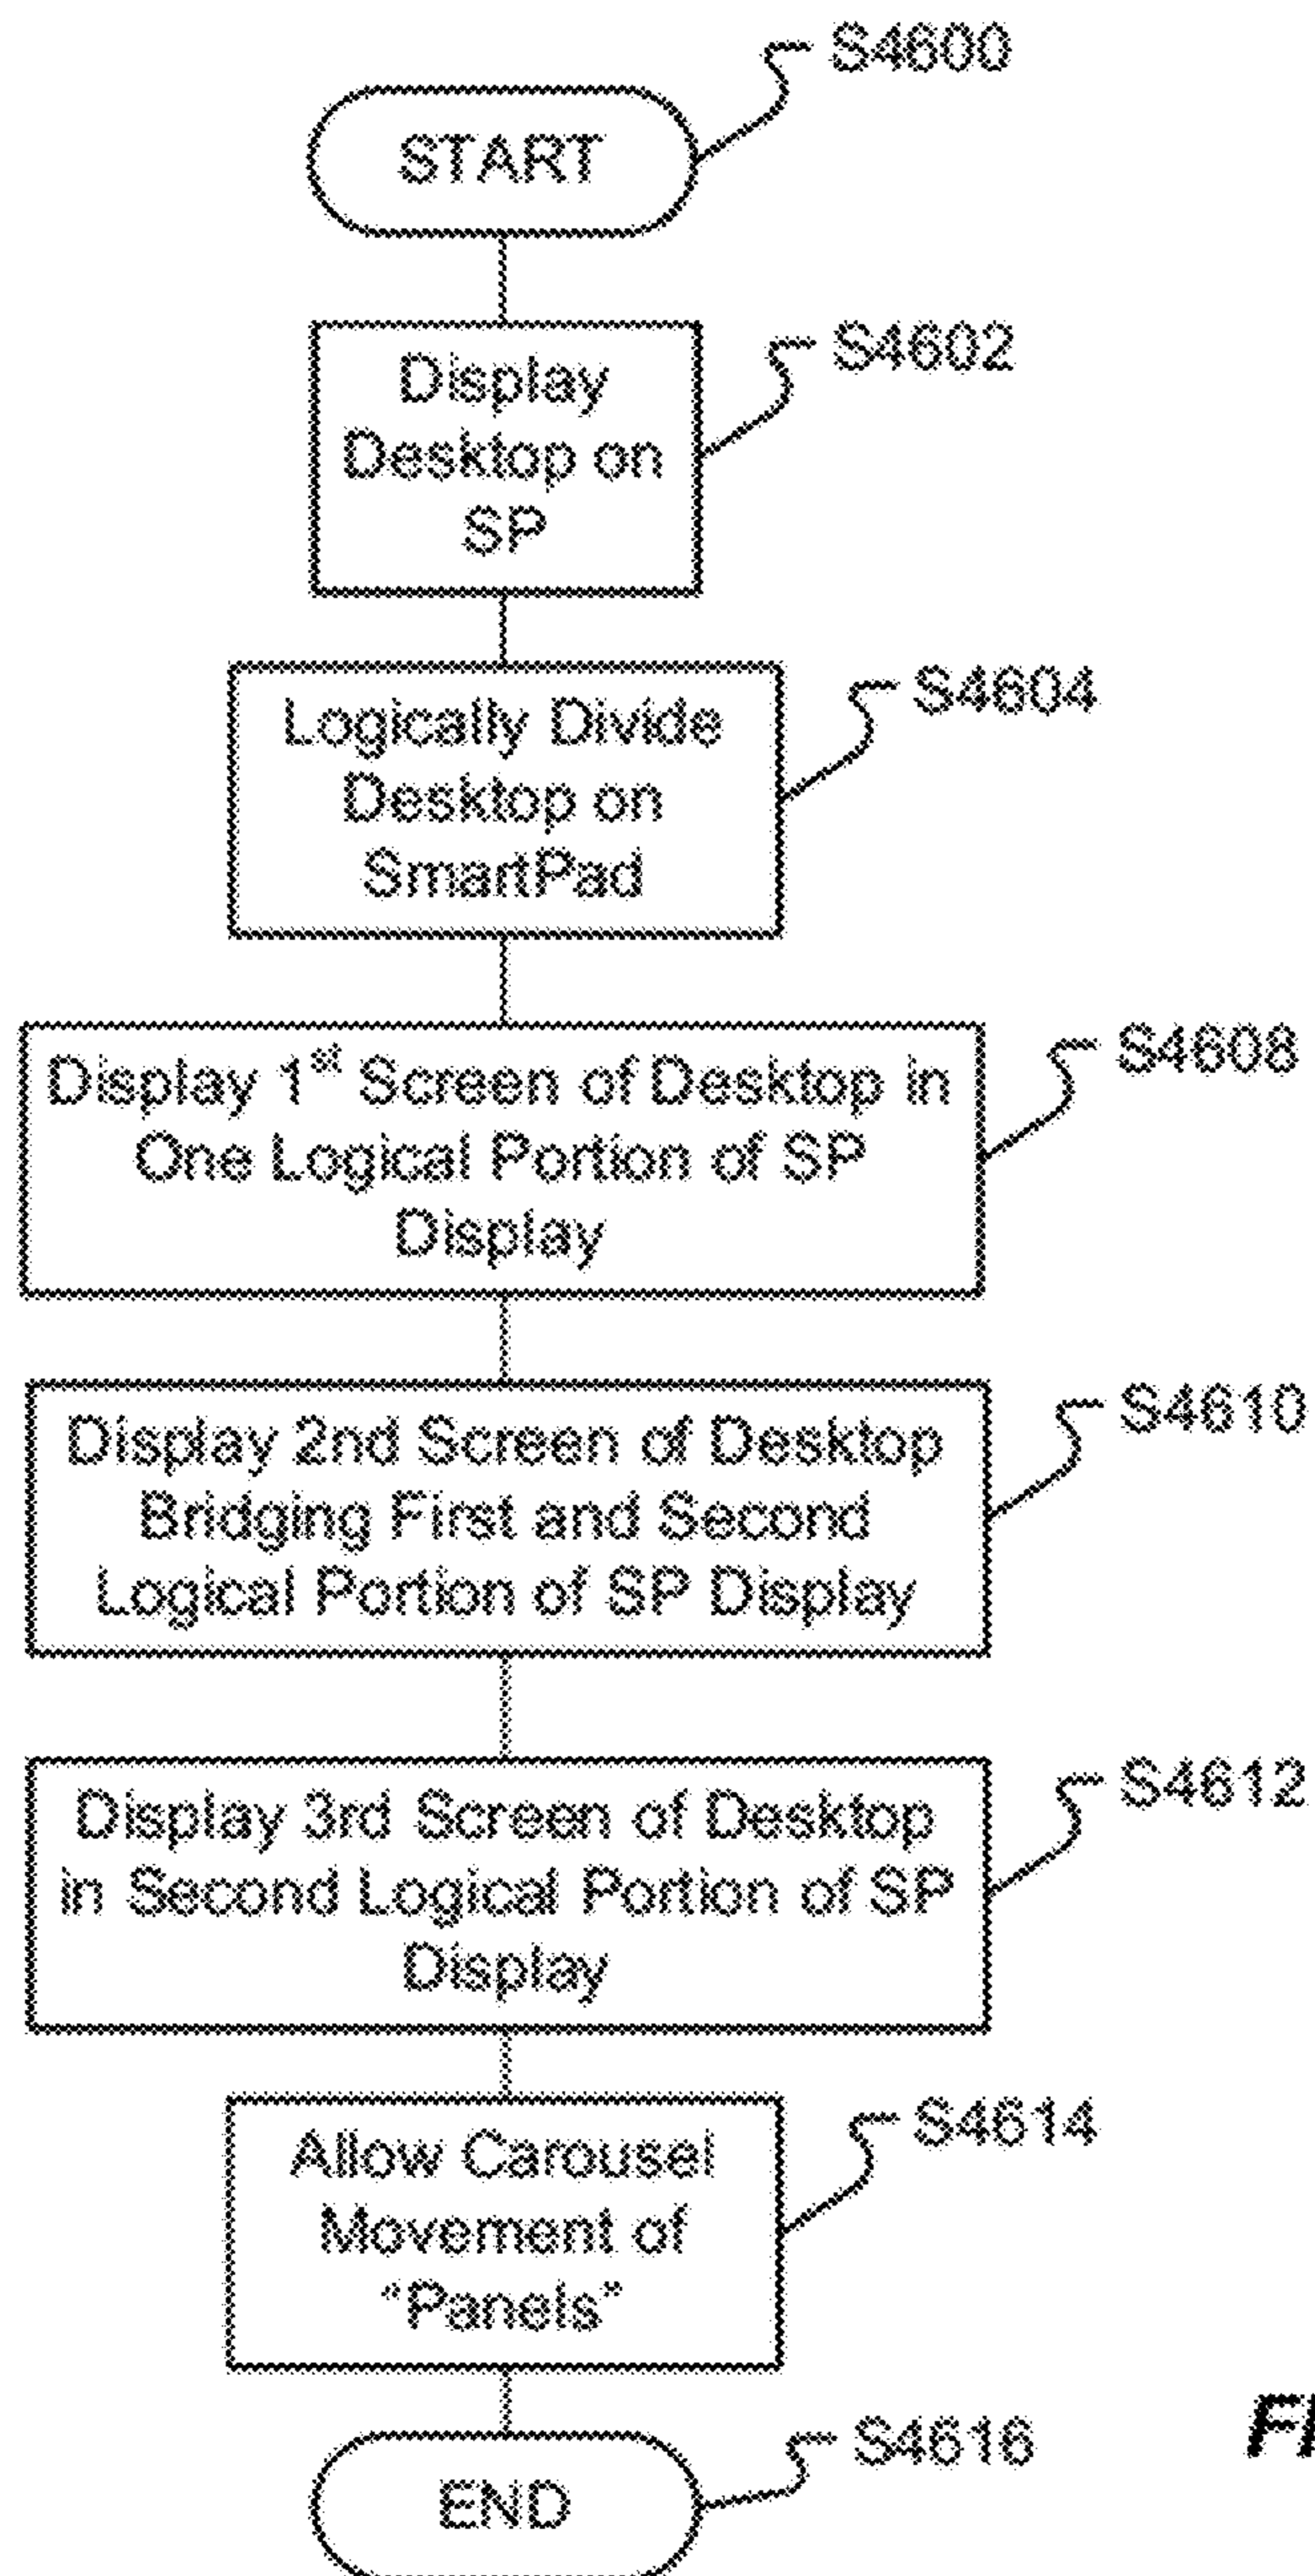 S4600
START
S4602
Display
Desktop on
SP
S4604
Logically Divide
Desktop on
SmartPad
S4608
Display 1st Screen of Desktop in
One Logical Portion of SP
Display
S4610
Display 2nd Screen of Desktop
Bridging First and Second
Logical Portion of SP Display
S4612
Display 3rd Screen of Desktop
in Second Logical Portion of SP
Display
S4614
Allow Carousel
Movement of
“Panels”
S4616
END